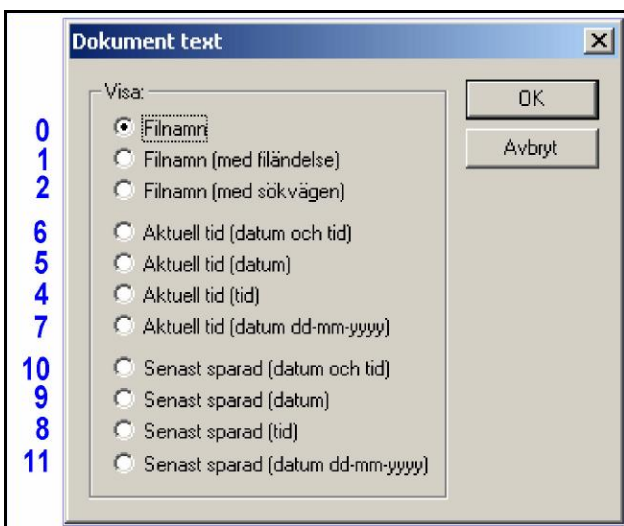 Dokument text
Visa:
OK
Avbryt
0 Filnamn
1 Filnamn (med filändelse)
2 Filnamn (med sökvägen)
6 Aktuell tid (datum och tid)
5 Aktuell tid (datum)
4 Aktuell tid (tid)
7 Aktuell tid (datum dd-mm-yyyy)
10 Senast sparad (datum och tid)
9 Senast sparad (datum)
8 Senast sparad (tid)
11 Senast sparad (datum dd-mm-yyyy)